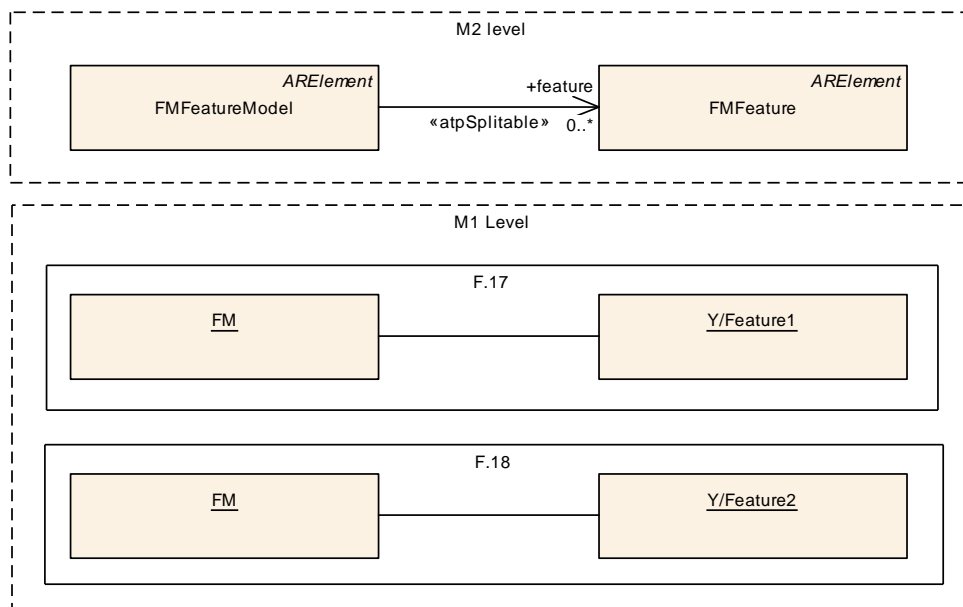 M2 level
ARElement
FMFeatureModel
+feature
«atpSplitable»
0..*
ARElement
FMFeature
M1 Level
F.17
FM
Y/Feature1
F.18
FM
Y/Feature2